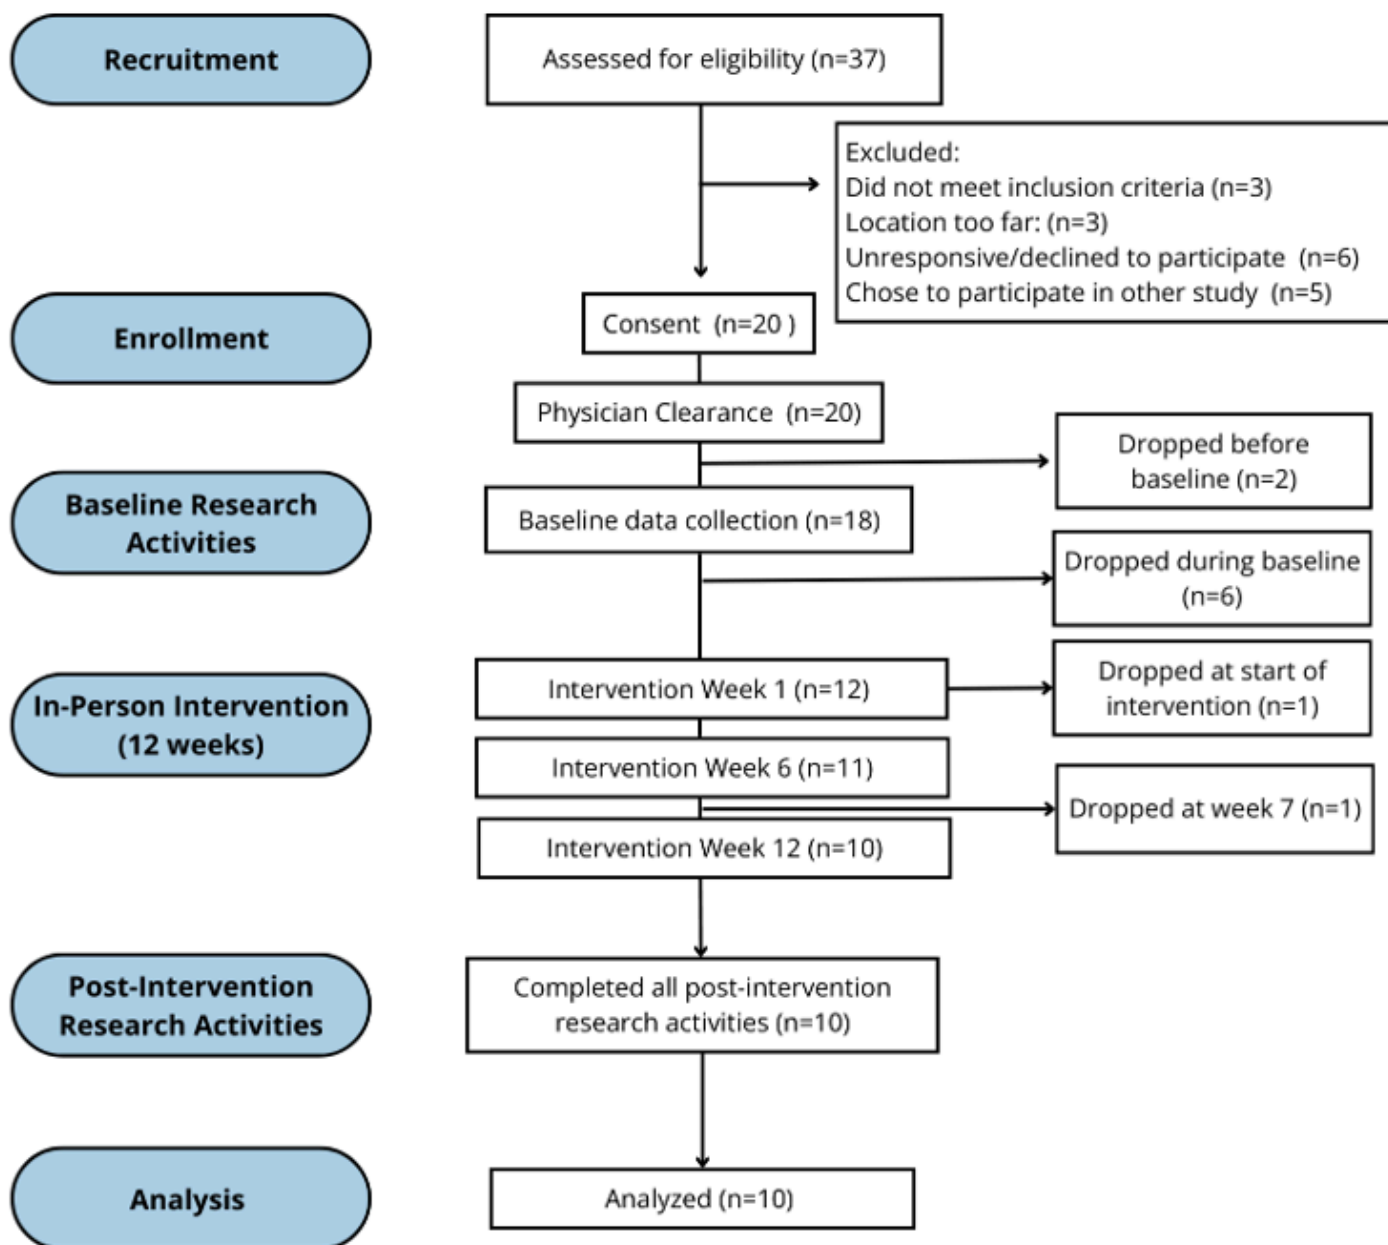 Recruitment
Assessed for eligibility (n=37)
Excluded:
Did not meet inclusion criteria (n=3)
Location too far: (n=3)
Unresponsive/declined to participate (n=6)
Chose to participate in other study (n=5)
Enrollment
Consent (n=20 )
Physician Clearance (n=20)
Dropped before
baseline (n=2)
Baseline Research
Activities
Baseline data collection (n=18)
Dropped during baseline
(n=6)
In-Person Intervention
(12 weeks)
Intervention Week 1 (n=12)
Dropped at start of
intervention (n=1)
Intervention Week 6 (n=11)
Dropped at week 7 (n=1)
Intervention Week 12 (n=10)
Post-Intervention
Research Activities
Completed all post-intervention
research activities (n=10)
Analysis
Analyzed (n=10)